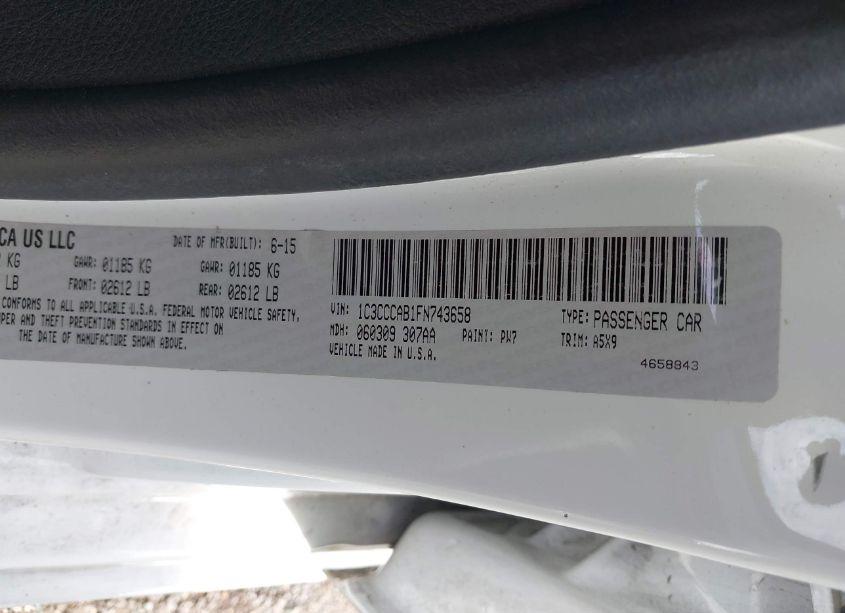 CA US LLC DATE OF MFR(BUILT): 6-15
KG GAWR: 01185 KG GAWR: 01185 KG
LB FRONT: 02612 LB REAR: 02612 LB
CONFORMS TO ALL APPLICABLE U.S.A. FEDERAL MOTOR VEHICLE SAFETY,
PER AND THEFT PREVENTION STANDARDS IN EFFECT ON
THE DATE OF MANUFACTURE SHOWN ABOVE.
VIN: 1C3CCCAB1FN743658 TYPE: PASSENGER CAR
MDH: 060309 307AA PAINT: PW7 TRIM: A5X9
VEHICLE MADE IN U.S.A.
4658843